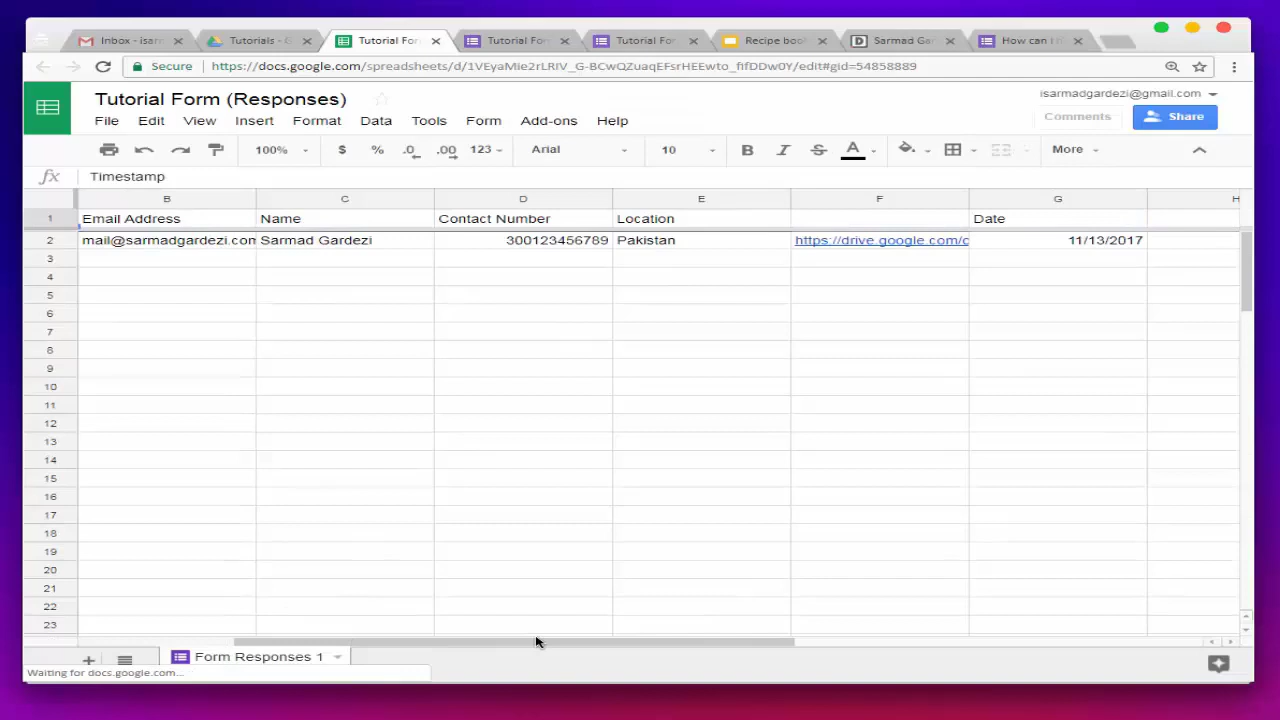 Inbox - isarn
Tutorials - G
Tutorial For
Tutorial For
Tutorial For
Recipe book
Sarmad Gar
How can I
Secure
https://docs.google.com/spreadsheets/d/1VEyaMie2rLRIV_G-BCwQZuaqEFsrHEEwto_fifDDw0Y/edit#gid=54858889
Tutorial Form (Responses)
isarmadgardezi@gmail.com
File Edit View Insert Format Data Tools Form Add-ons Help
Comments
Share
100% $ % .0 .00 123 Arial 10 B I S A More
fx Timestamp
B C D E F G H
1 Email Address Name Contact Number Location Date
2 mail@sarmadgardezi.com Sarmad Gardezi 300123456789 Pakistan https://drive.google.com/o 11/13/2017
3
4
5
6
7
8
9
10
11
12
13
14
15
16
17
18
19
20
21
22
23
Form Responses 1
Waiting for docs.google.com...